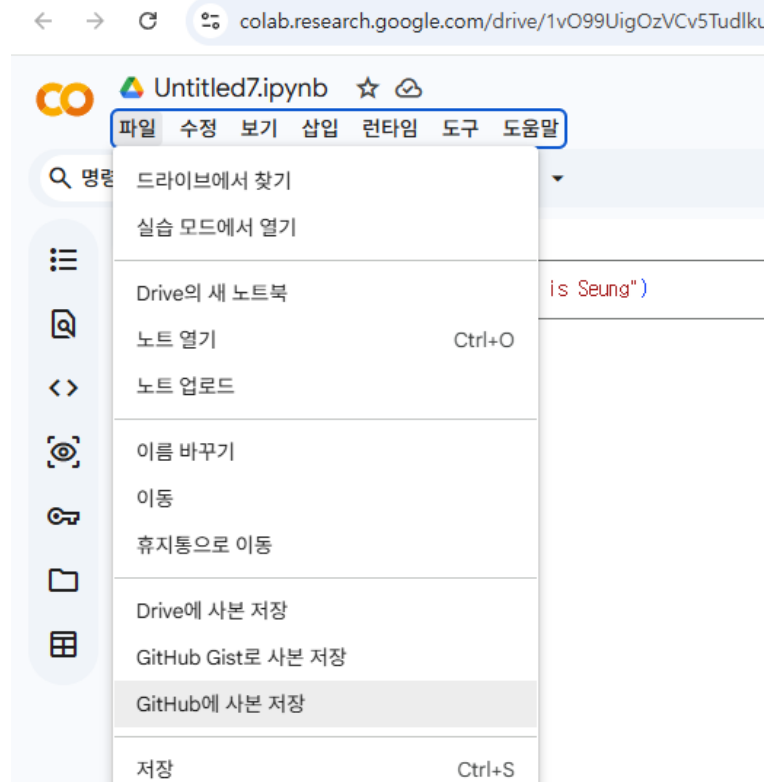 colab.research.google.com/drive/1vO99UigOzVCv5Tudlku
Untitled7.ipynb
파일 수정 보기 삽입 런타임 도구 도움말
명령
드라이브에서 찾기
실습 모드에서 열기
is Seung")
Drive의 새 노트북
노트 열기 Ctrl+O
노트 업로드
이름 바꾸기
이동
휴지통으로 이동
Drive에 사본 저장
GitHub Gist로 사본 저장
GitHub에 사본 저장
저장 Ctrl+S